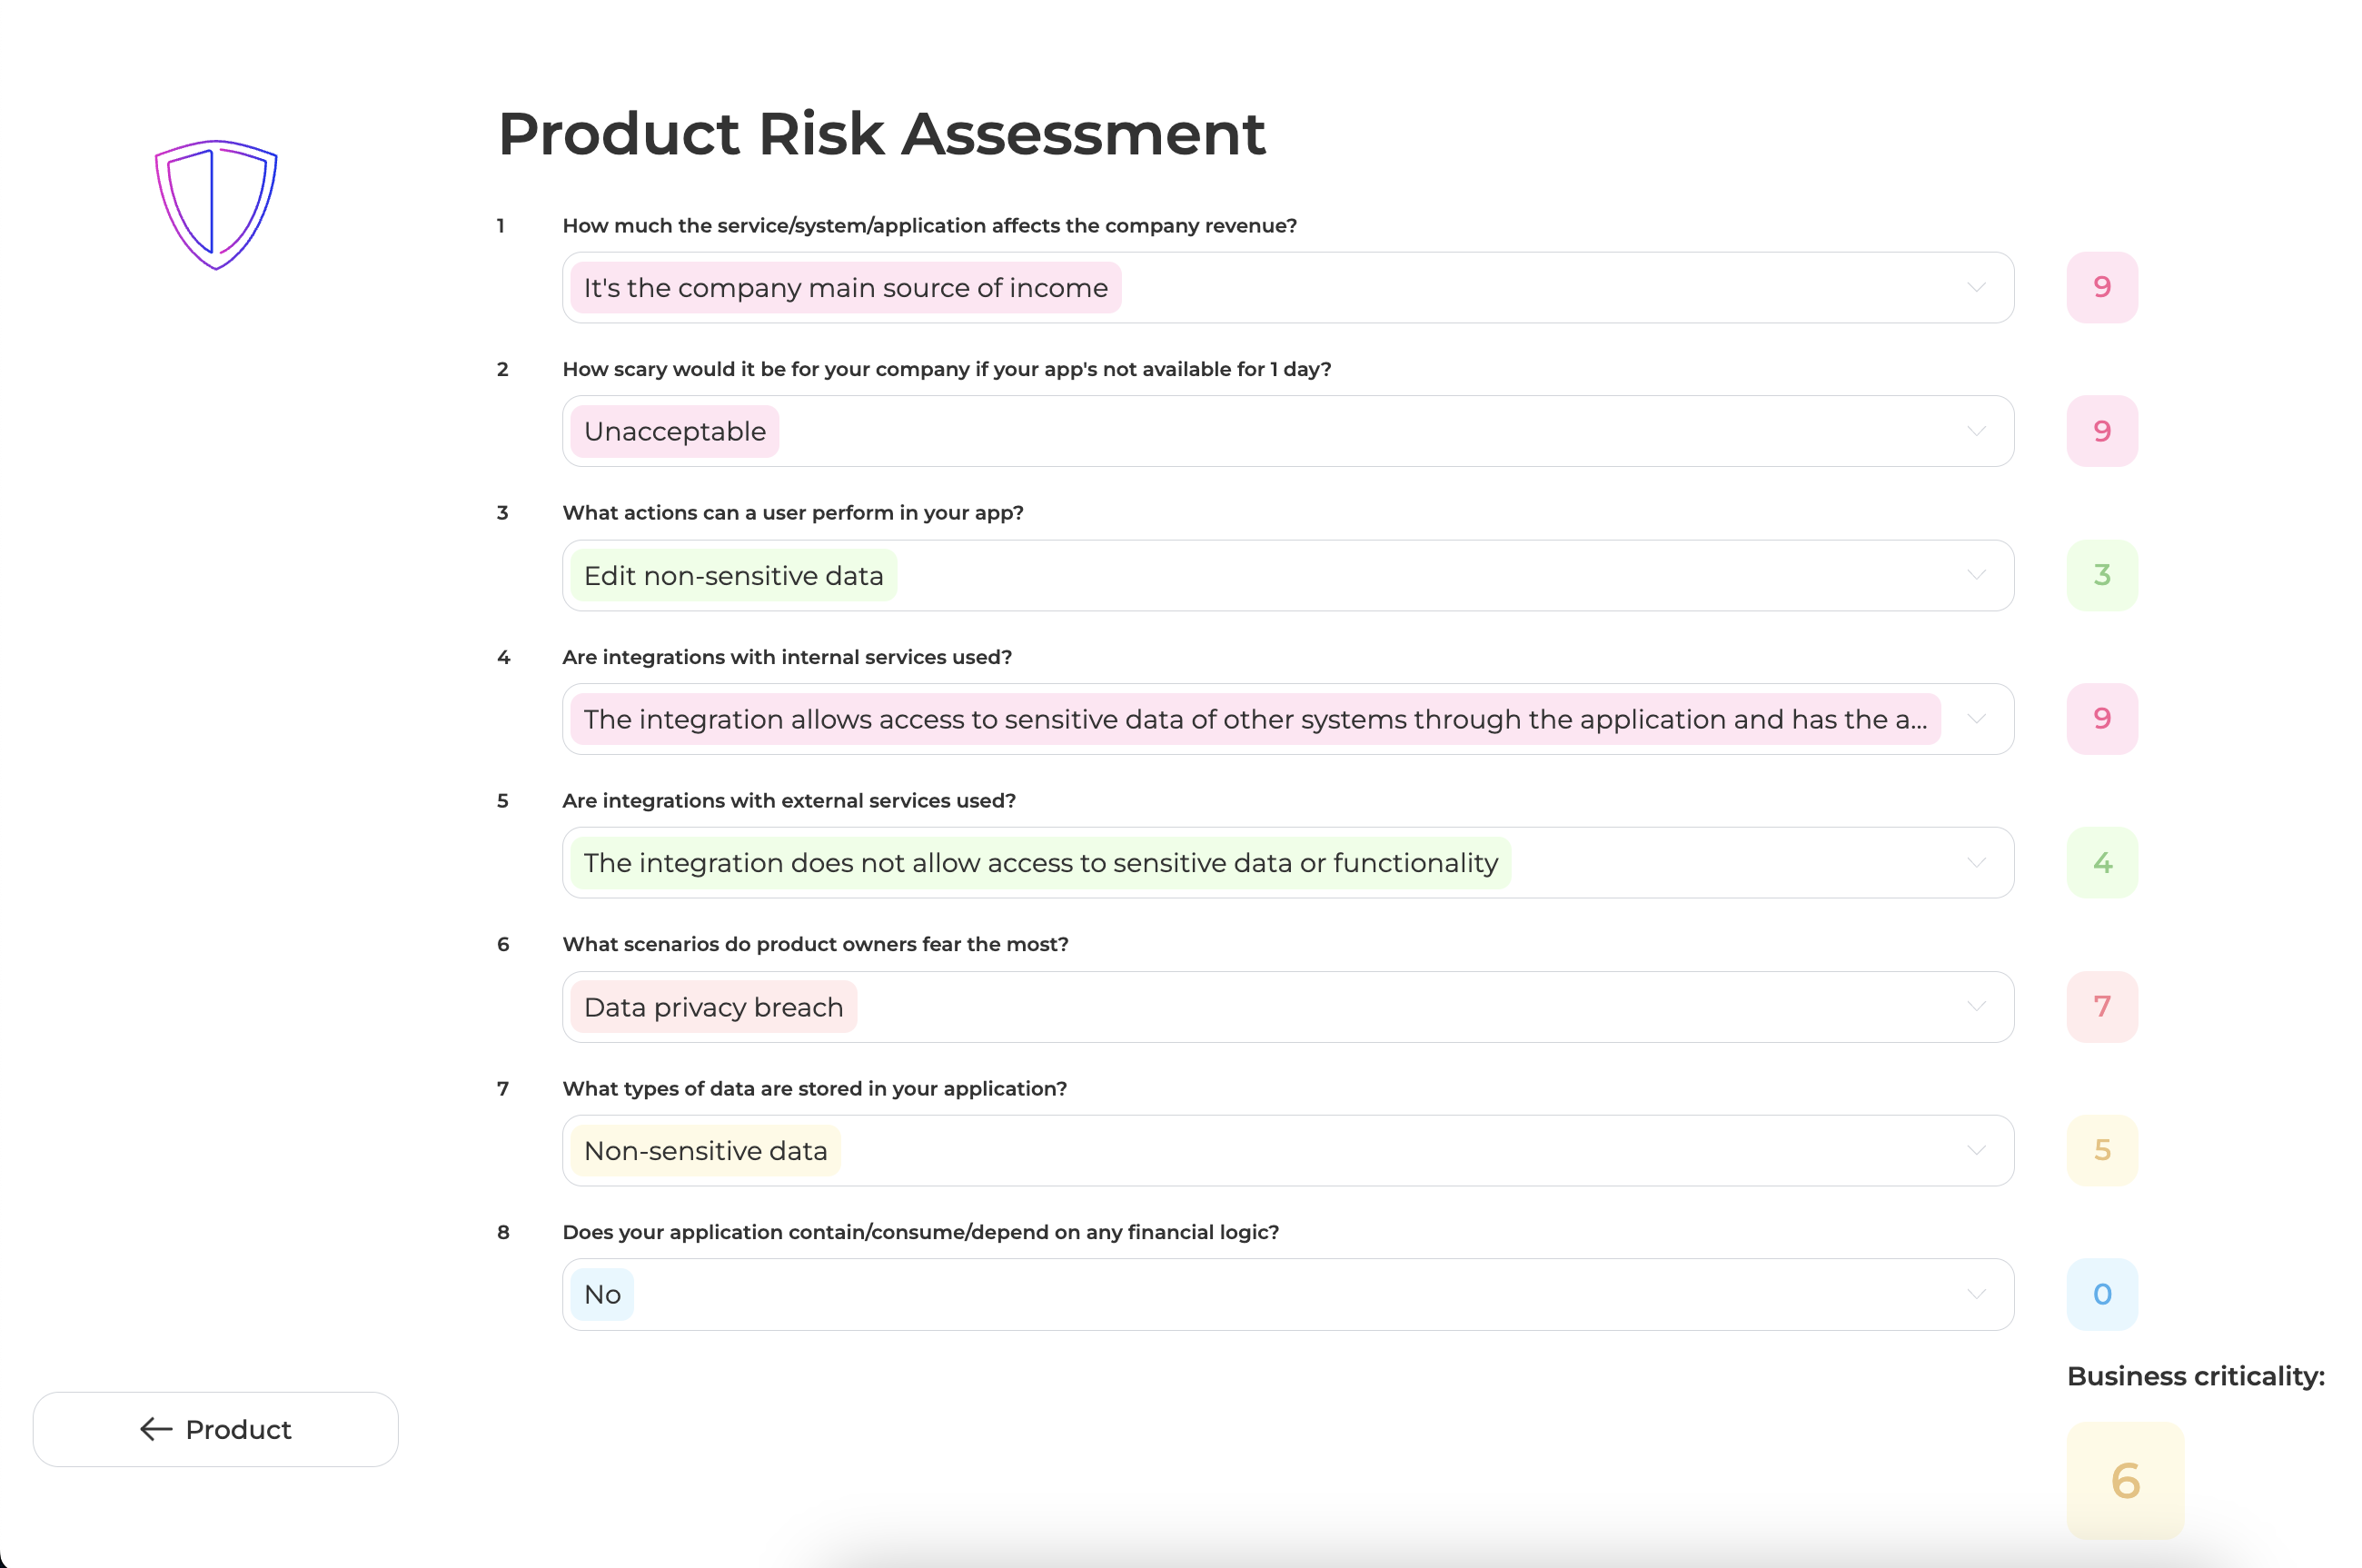 Product Risk Assessment
1 How much the service/system/application affects the company revenue?
It's the company main source of income 9
2 How scary would it be for your company if your app's not available for 1 day?
Unacceptable 9
3 What actions can a user perform in your app?
Edit non-sensitive data 3
4 Are integrations with internal services used?
The integration allows access to sensitive data of other systems through the application and has the a... 9
5 Are integrations with external services used?
The integration does not allow access to sensitive data or functionality 4
6 What scenarios do product owners fear the most?
Data privacy breach 7
7 What types of data are stored in your application?
Non-sensitive data 5
8 Does your application contain/consume/depend on any financial logic?
No 0
Business criticality:
← Product
6